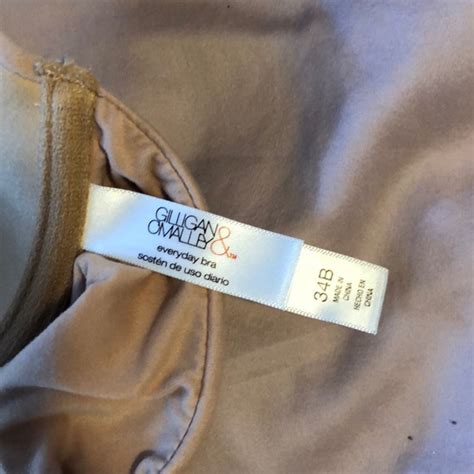 GILLIGAN &
O'MALLEY TM
everyday bra
sostén de uso diario
34B
MADE IN
CHINA
HECHO EN
CHINA